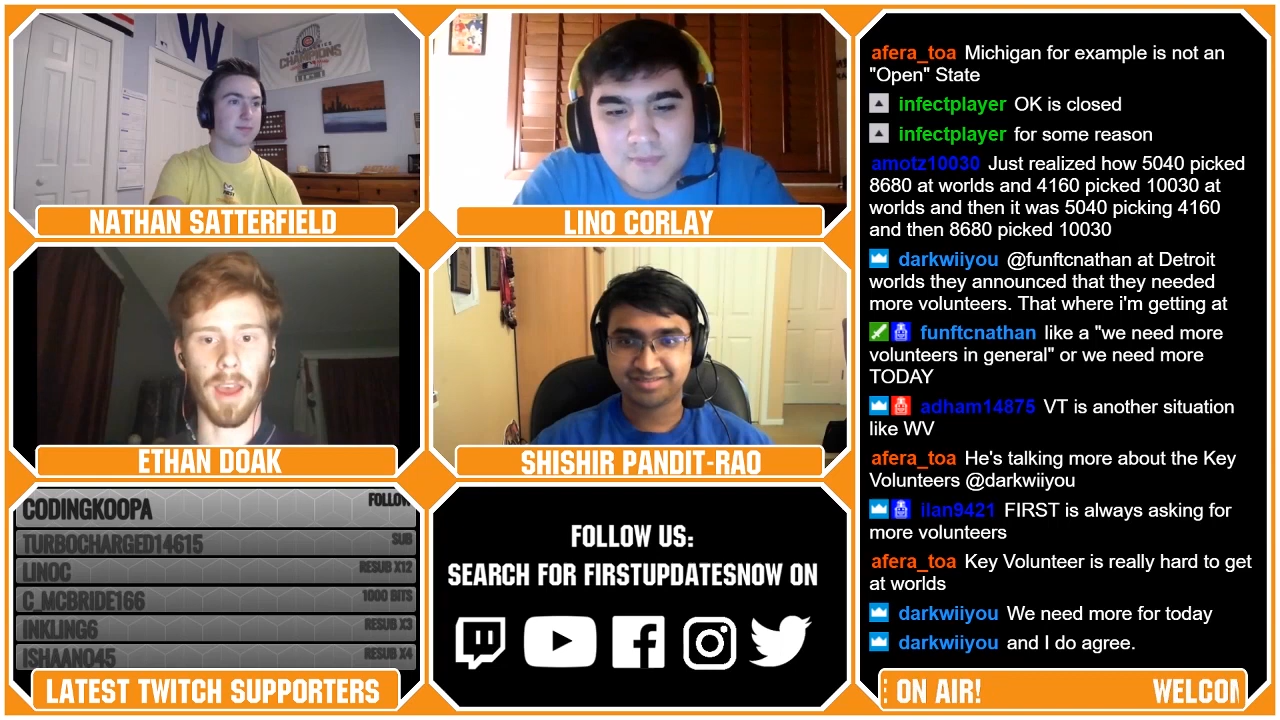 CHAMPIONS
W
NATHAN SATTERFIELD
LINO CORLAY
ETHAN DOAK
SHISHIR PANDIT-RAO
CODINGKOOPA FOLLOW
TURBOCHARGED14615 SUB
LINOC RESUB X12
C_MCBRIDE166 1000 BITS
INKLING6 RESUB X3
ISHAAN045 RESUB X4
LATEST TWITCH SUPPORTERS
FOLLOW US:
SEARCH FOR FIRSTUPDATESNOW ON
afera_toa Michigan for example is not an
"Open" State
infectplayer OK is closed
infectplayer for some reason
amotz10030 Just realized how 5040 picked
8680 at worlds and 4160 picked 10030 at
worlds and then it was 5040 picking 4160
and then 8680 picked 10030
darkwiiyou @funftcnathan at Detroit
worlds they announced that they needed
more volunteers. That where i'm getting at
funftcnathan like a "we need more
volunteers in general" or we need more
TODAY
adham14875 VT is another situation
like WV
afera_toa He's talking more about the Key
Volunteers @darkwiiyou
ilan9421 FIRST is always asking for
more volunteers
afera_toa Key Volunteer is really hard to get
at worlds
darkwiiyou We need more for today
darkwiiyou and I do agree.
ON AIR! WELCOM